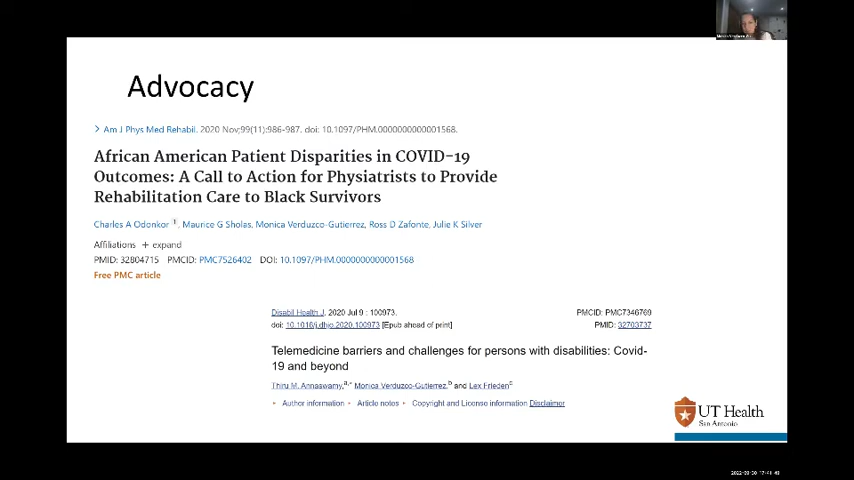 Advocacy
> Am J Phys Med Rehabil. 2020 Nov;99(11):986-987. doi: 10.1097/PHM.0000000000001568.
African American Patient Disparities in COVID-19
Outcomes: A Call to Action for Physiatrists to Provide
Rehabilitation Care to Black Survivors
Charles A Odonkor 1, Maurice G Sholas, Monica Verduzco-Gutierrez, Ross D Zafonte, Julie K Silver
Affiliations + expand
PMID: 32804715 PMCID: PMC7526402 DOI: 10.1097/PHM.0000000000001568
Free PMC article
Disabil Health J. 2020 Jul 9 : 100973. PMCID: PMC7346769
doi: 10.1016/j.dhjo.2020.100973 [Epub ahead of print] PMID: 32703737
Telemedicine barriers and challenges for persons with disabilities: Covid-
19 and beyond
Thiru M. Annaswamy,a,* Monica Verduzco-Gutierrez,b and Lex Friedenc
▸ Author information ▸ Article notes ▸ Copyright and License information Disclaimer
UT Health
San Antonio